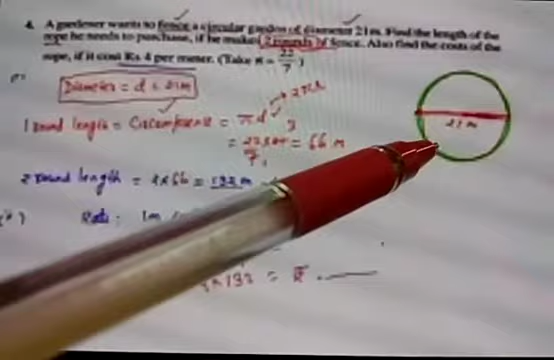 4. A gardener wants to fence a circular garden of diameter 21m. Find the length of the
rope he needs to purchase, if he makes 2 rounds of fence. Also find the costs of the
rope, if it cost Rs 4 per meter. (Take π = 22/7)
Diameter = d = 21m
1 Round length = Circumference = πd
= = 66 m
21 m
2 round length = 2x66 = 132 m
Rate: 1m
x 132 =